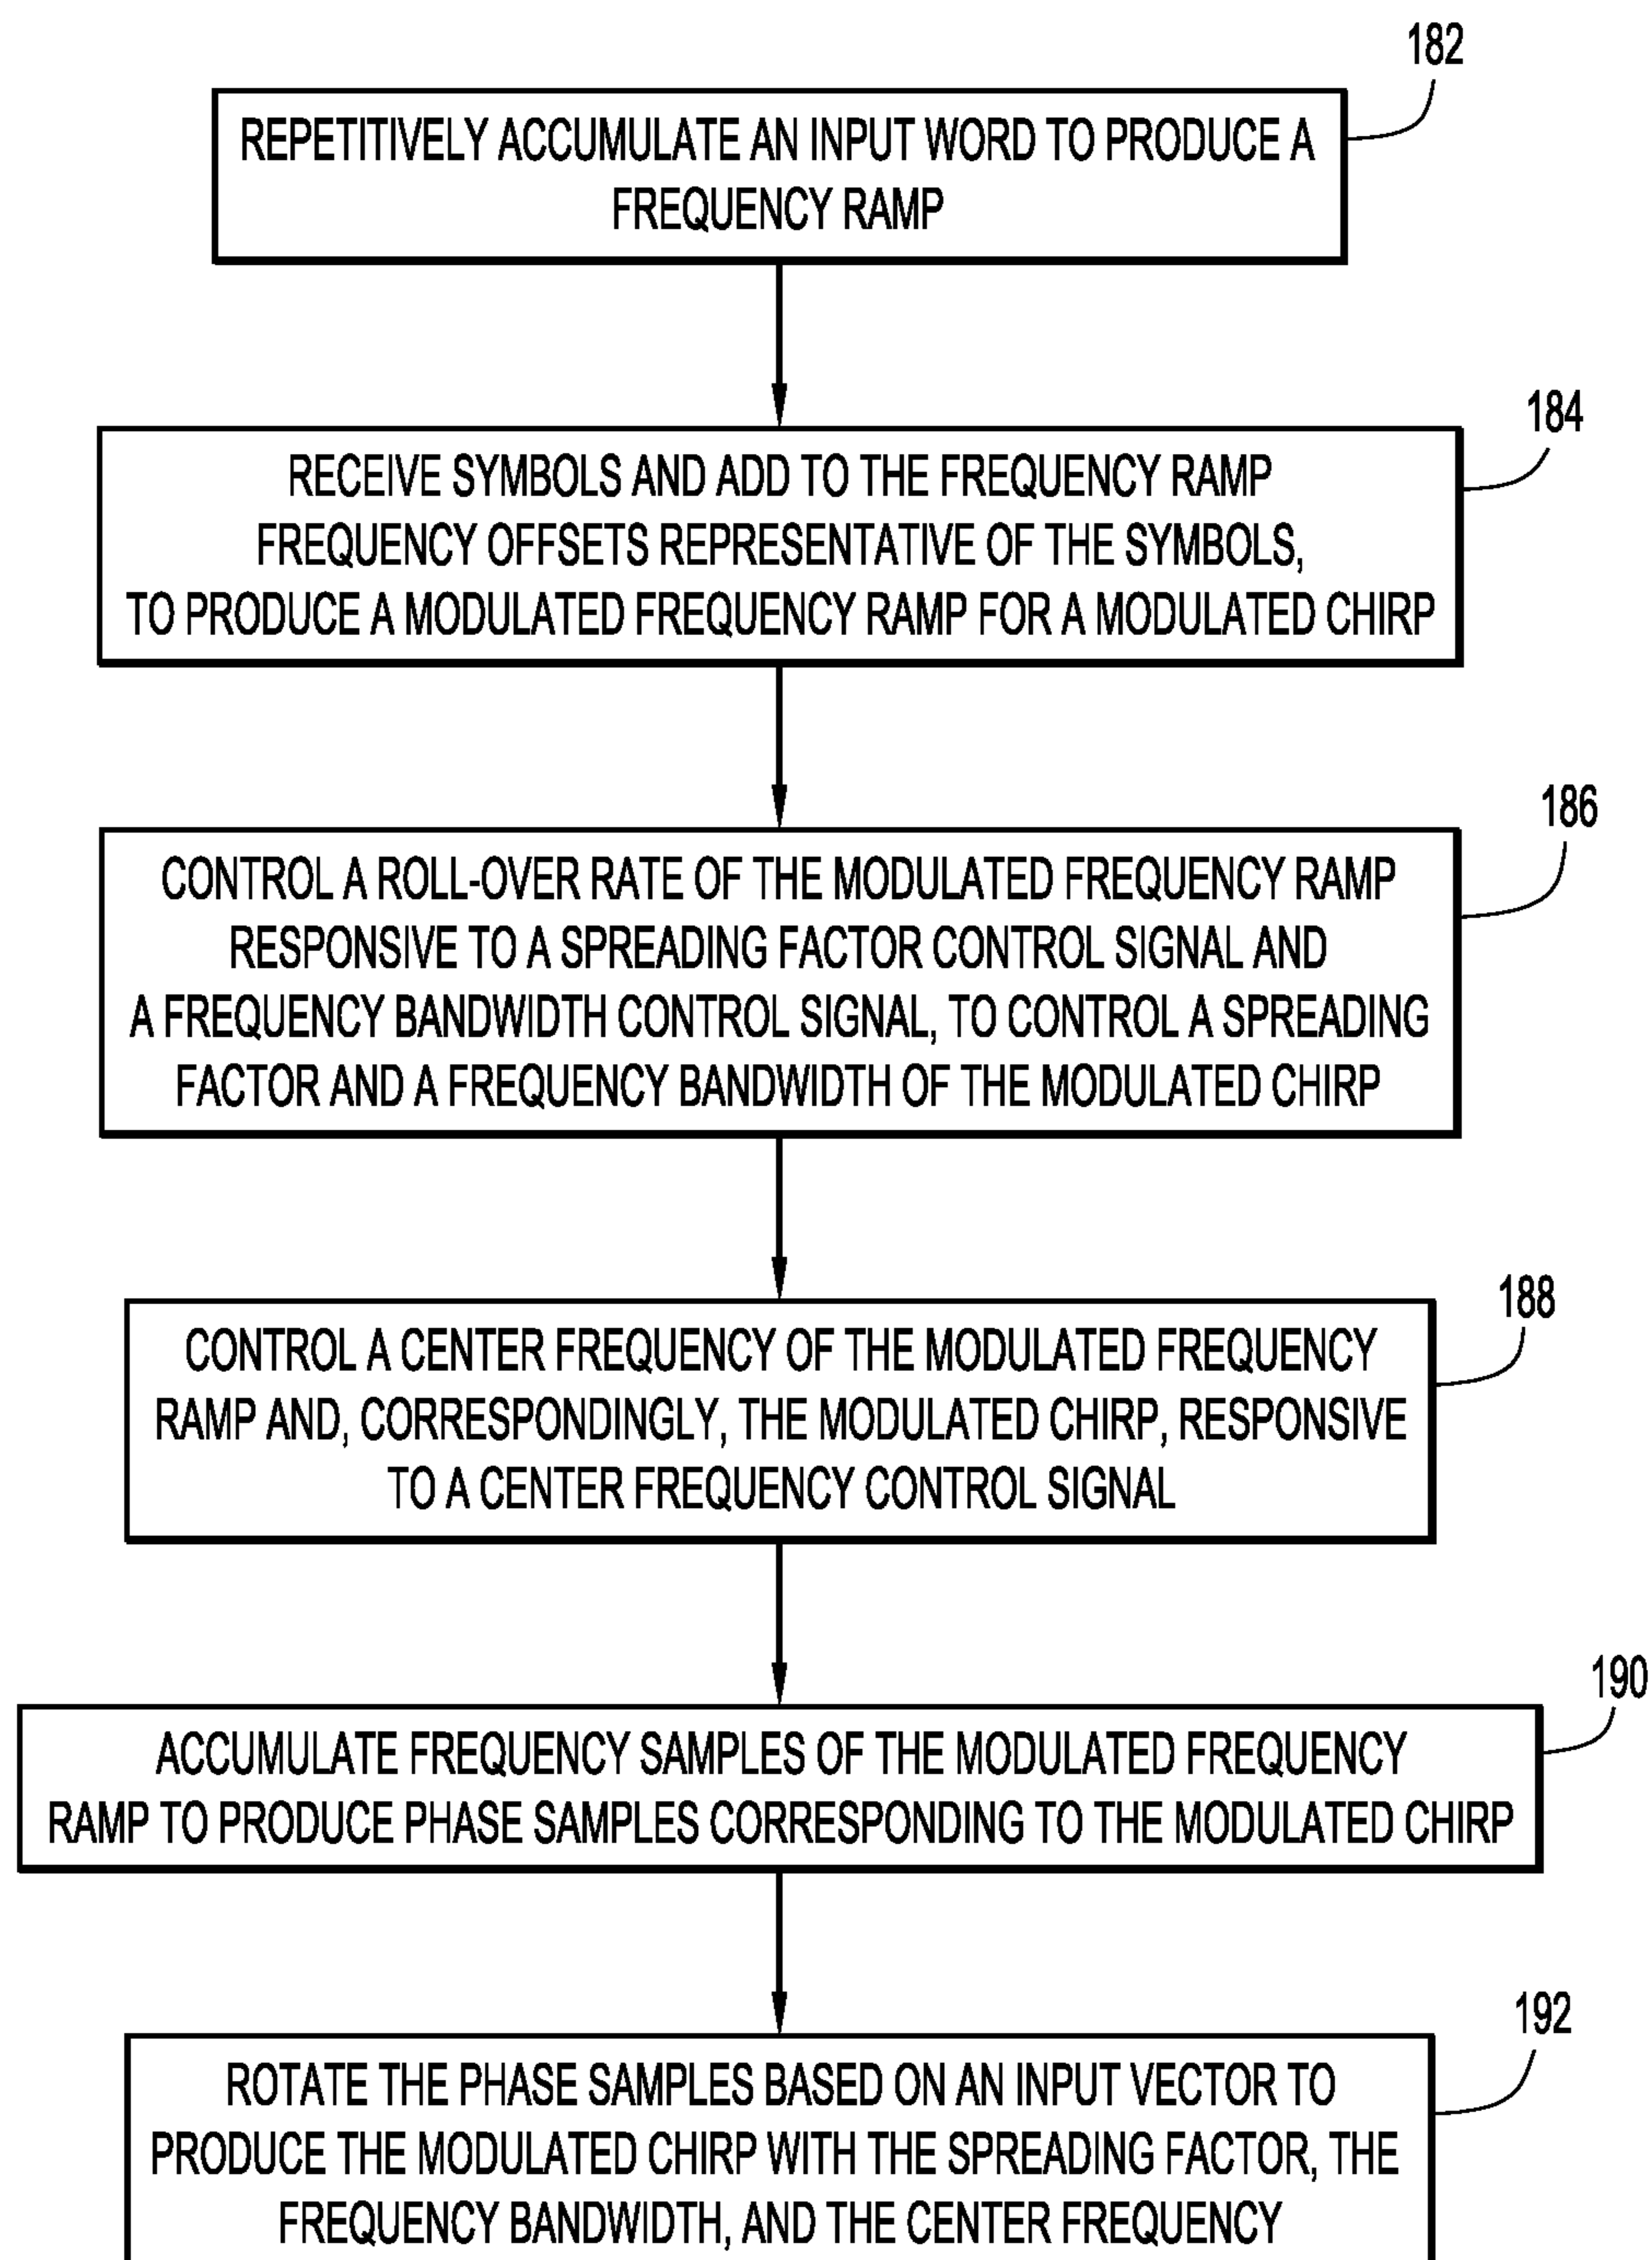 182
REPETITIVELY ACCUMULATE AN INPUT WORD TO PRODUCE A
FREQUENCY RAMP
184
RECEIVE SYMBOLS AND ADD TO THE FREQUENCY RAMP
FREQUENCY OFFSETS REPRESENTATIVE OF THE SYMBOLS,
TO PRODUCE A MODULATED FREQUENCY RAMP FOR A MODULATED CHIRP
186
CONTROL A ROLL-OVER RATE OF THE MODULATED FREQUENCY RAMP
RESPONSIVE TO A SPREADING FACTOR CONTROL SIGNAL AND
A FREQUENCY BANDWIDTH CONTROL SIGNAL, TO CONTROL A SPREADING
FACTOR AND A FREQUENCY BANDWIDTH OF THE MODULATED CHIRP
188
CONTROL A CENTER FREQUENCY OF THE MODULATED FREQUENCY
RAMP AND, CORRESPONDINGLY, THE MODULATED CHIRP, RESPONSIVE
TO A CENTER FREQUENCY CONTROL SIGNAL
190
ACCUMULATE FREQUENCY SAMPLES OF THE MODULATED FREQUENCY
RAMP TO PRODUCE PHASE SAMPLES CORRESPONDING TO THE MODULATED CHIRP
192
ROTATE THE PHASE SAMPLES BASED ON AN INPUT VECTOR TO
PRODUCE THE MODULATED CHIRP WITH THE SPREADING FACTOR, THE
FREQUENCY BANDWIDTH, AND THE CENTER FREQUENCY